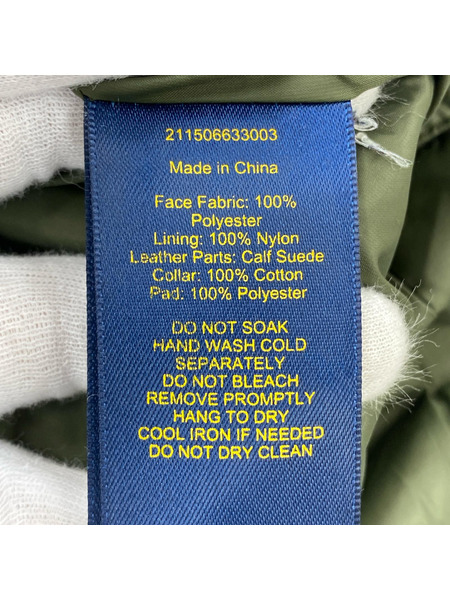 211506633003
Made in China
Face Fabric: 100%
Polyester
Lining: 100% Nylon
Leather Parts: Calf Suede
Collar: 100% Cotton
Pad: 100% Polyester
DO NOT SOAK
HAND WASH COLD
SEPARATELY
DO NOT BLEACH
REMOVE PROMPTLY
HANG TO DRY
COOL IRON IF NEEDED
DO NOT DRY CLEAN